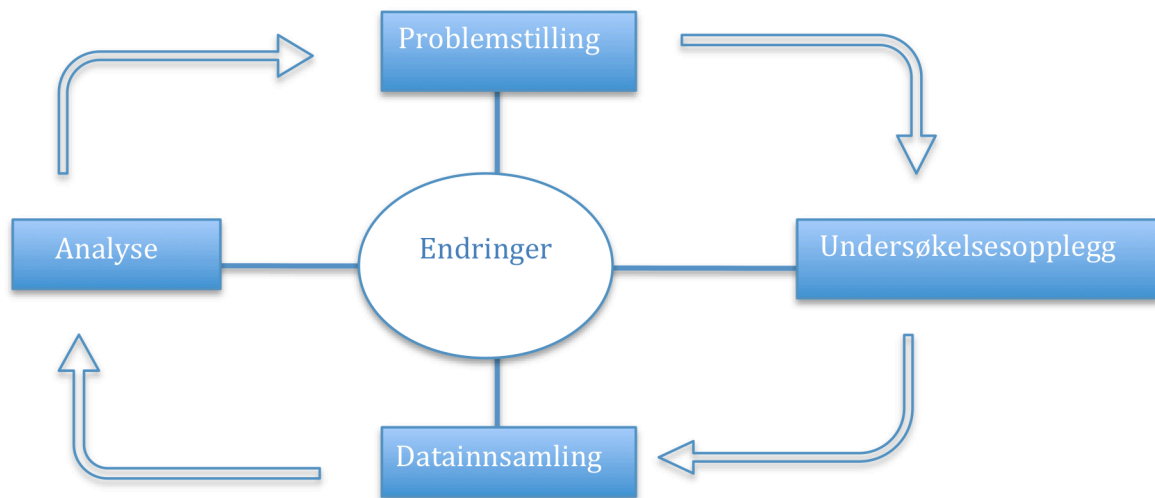 Problemstilling
Analyse
Endringer
Undersøkelsesopplegg
Datainnsamling